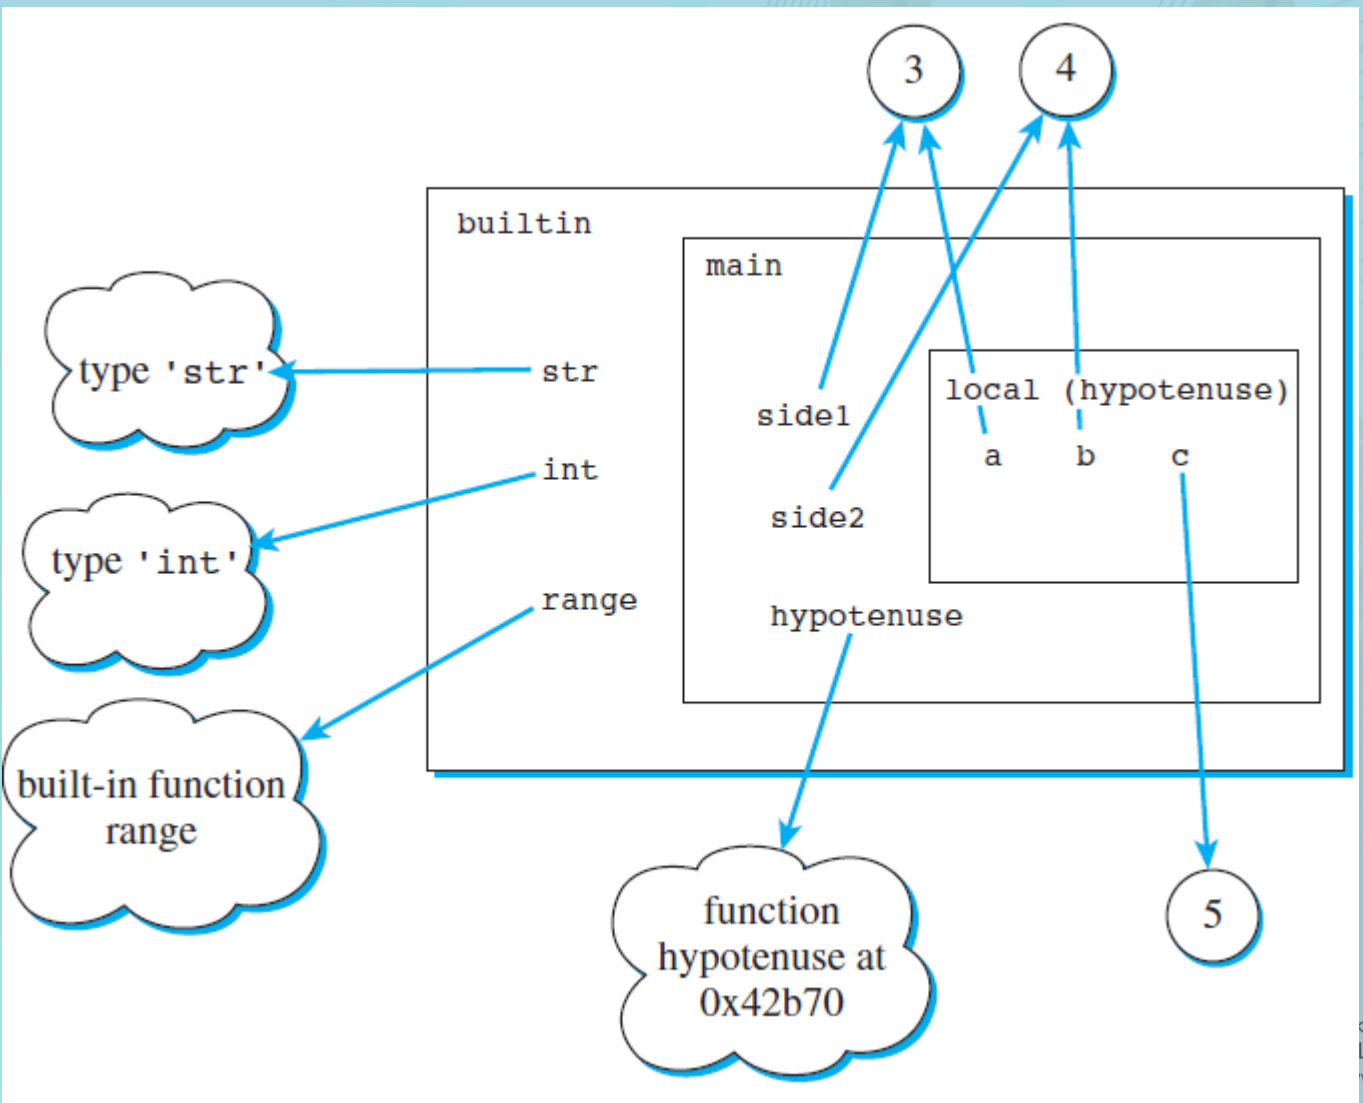 3
4
builtin
main
type 'str'
str
local (hypotenuse)
side1
a b c
int
side2
type 'int'
range
hypotenuse
built-in function
range
function
hypotenuse at
0x42b70
5